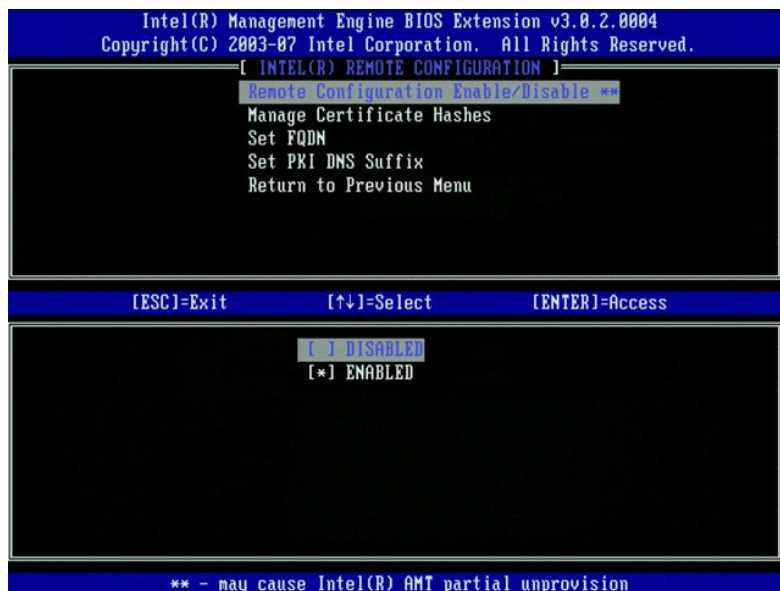 Intel(R) Management Engine BIOS Extension v3.0.2.0004
Copyright(C) 2003-07 Intel Corporation. All Rights Reserved.
[ INTEL(R) REMOTE CONFIGURATION ]
Remote Configuration Enable/Disable **
Manage Certificate Hashes
Set FQDN
Set PKI DNS Suffix
Return to Previous Menu
[ESC]=Exit [↑↓]=Select [ENTER]=Access
[ ] DISABLED
[*] ENABLED
** - may cause Intel(R) AMT partial unprovision